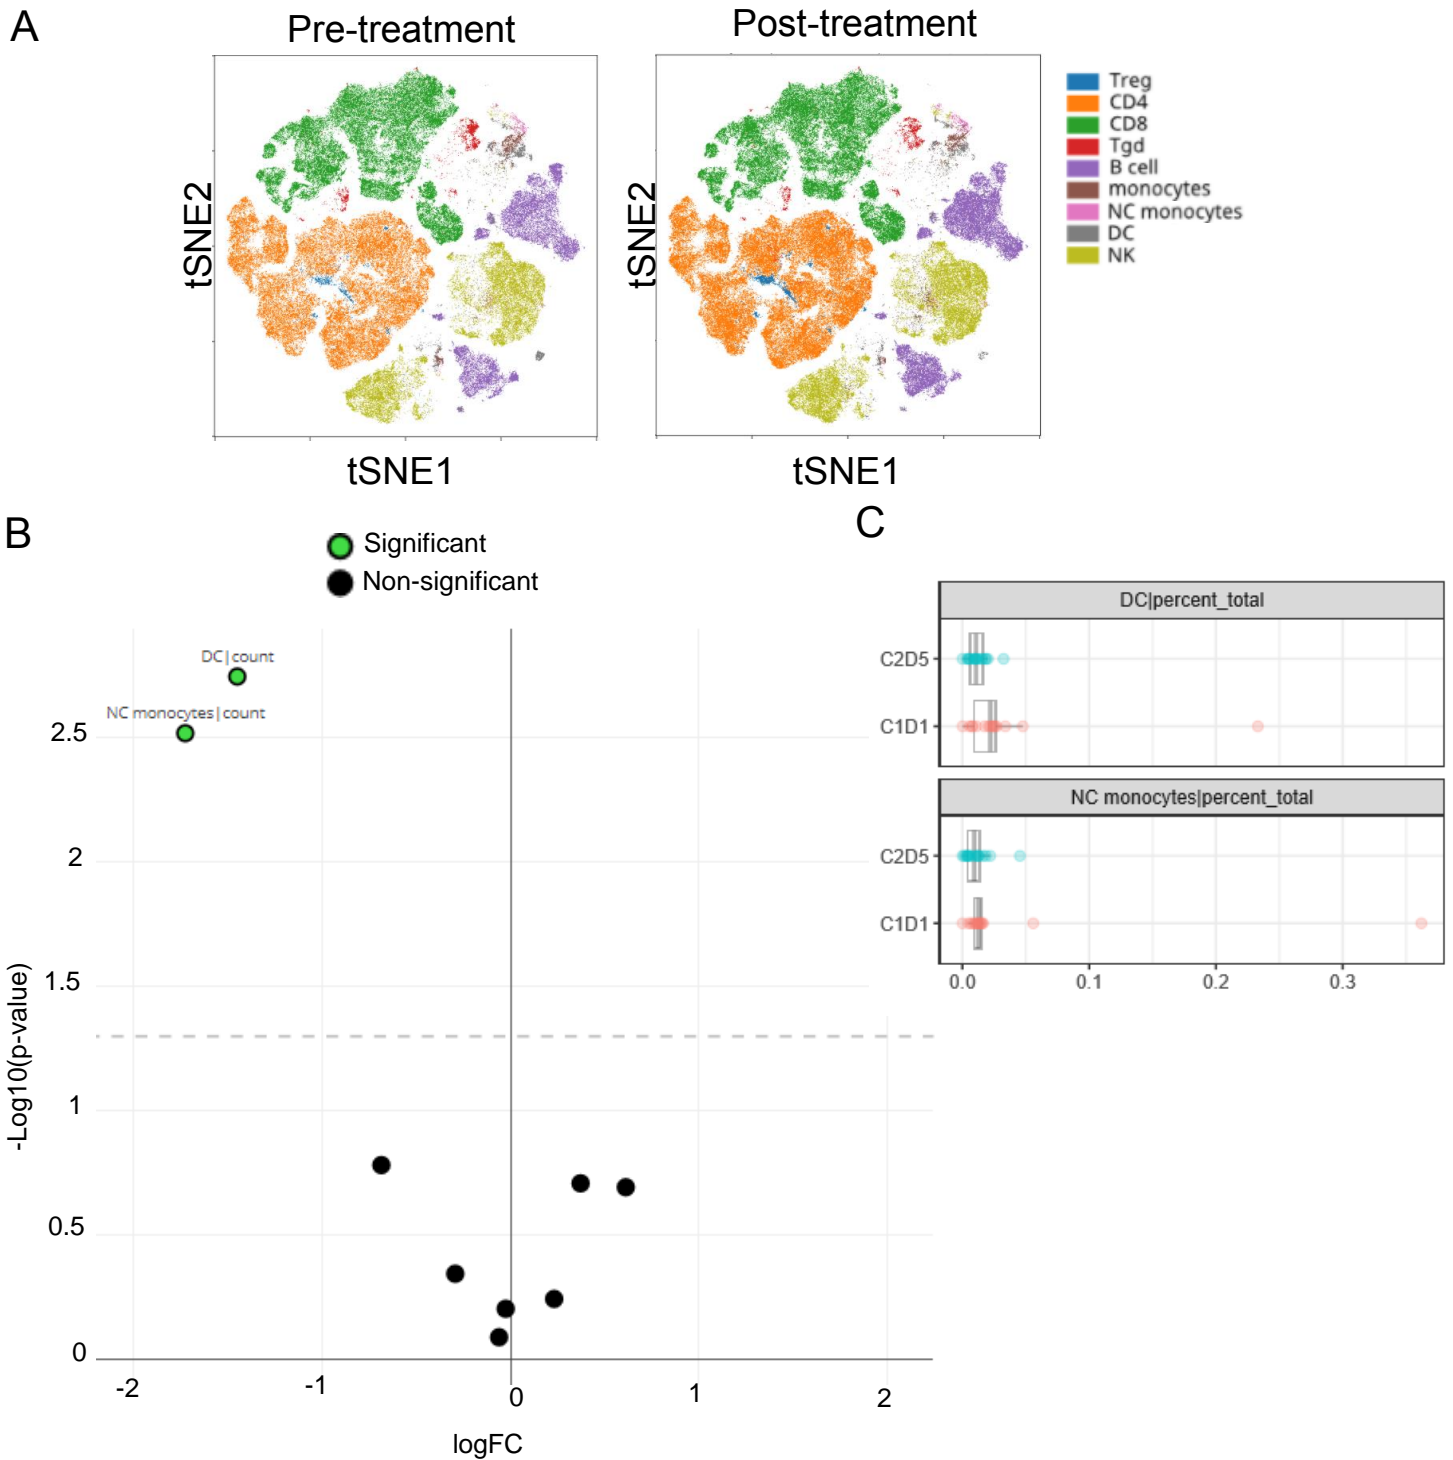 A
Pre-treatment
Post-treatment
tSNE2
tSNE2
tSNE1
tSNE1
Treg
CD4
CD8
Tgd
B cell
monocytes
NC monocytes
DC
NK
B
Significant
Non-significant
DC|count
NC monocytes|count
2.5
2
1.5
1
0.5
0
-Log10(p-value)
-2
-1
0
1
2
logFC
C
DC|percent_total
C2D5
C1D1
NC monocytes|percent_total
C2D5
C1D1
0.0
0.1
0.2
0.3